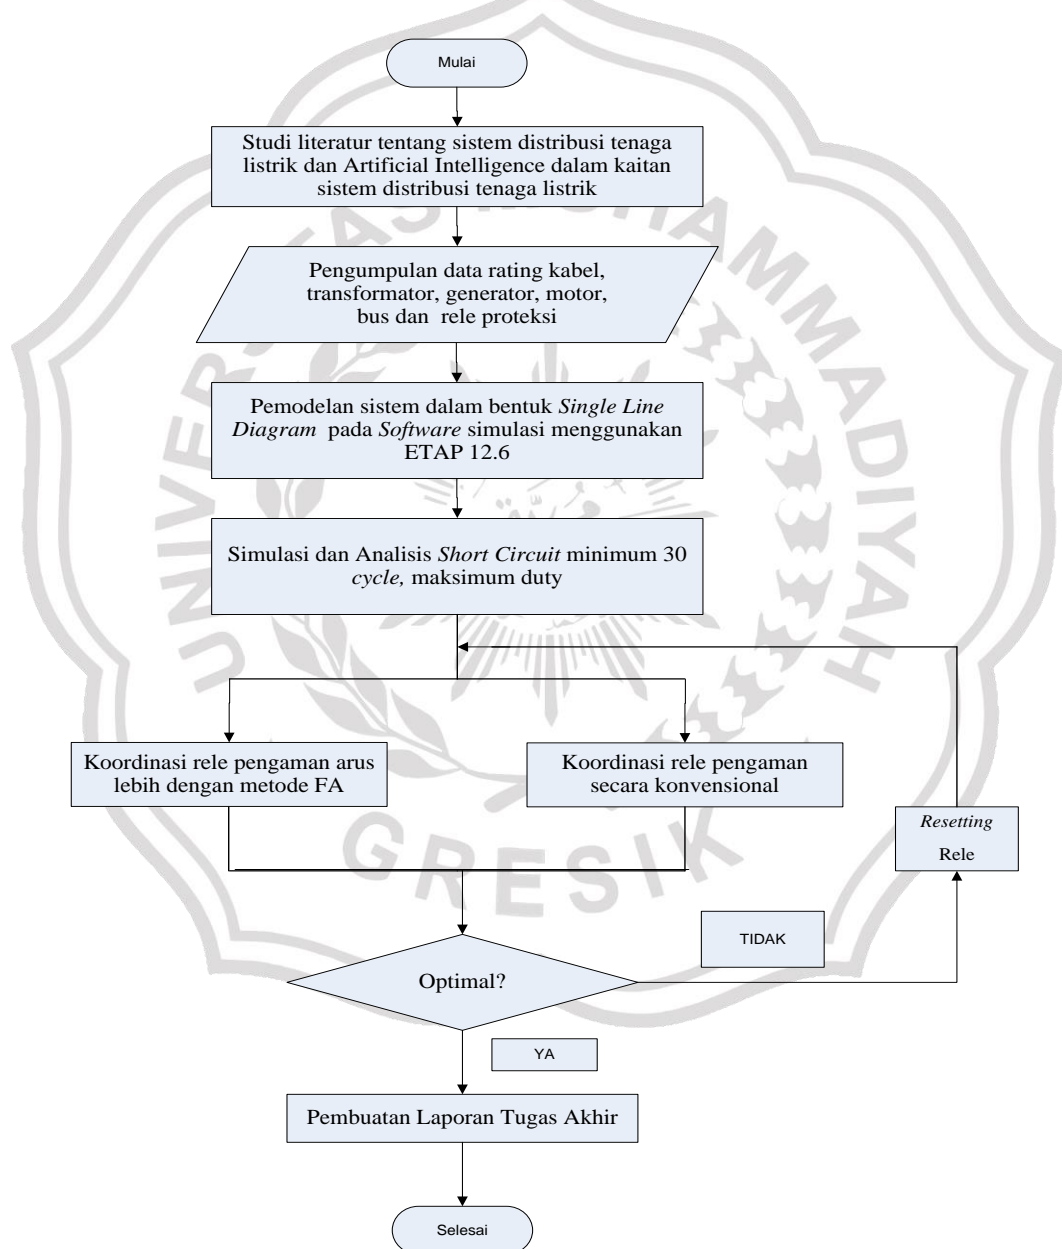 Mulai
Studi literatur tentang sistem distribusi tenaga
listrik dan Artificial Intelligence dalam kaitan
sistem distribusi tenaga listrik
Pengumpulan data rating kabel,
transformator, generator, motor,
bus dan rele proteksi
Pemodelan sistem dalam bentuk Single Line
Diagram pada Software simulasi menggunakan
ETAP 12.6
Simulasi dan Analisis Short Circuit minimum 30
cycle, maksimum duty
Koordinasi rele pengaman arus
lebih dengan metode FA
Koordinasi rele pengaman
secara konvensional
Resetting
Rele
Optimal?
TIDAK
YA
Pembuatan Laporan Tugas Akhir
Selesai
UNIVERSITAS MUHAMMADIYAH
GRESIK